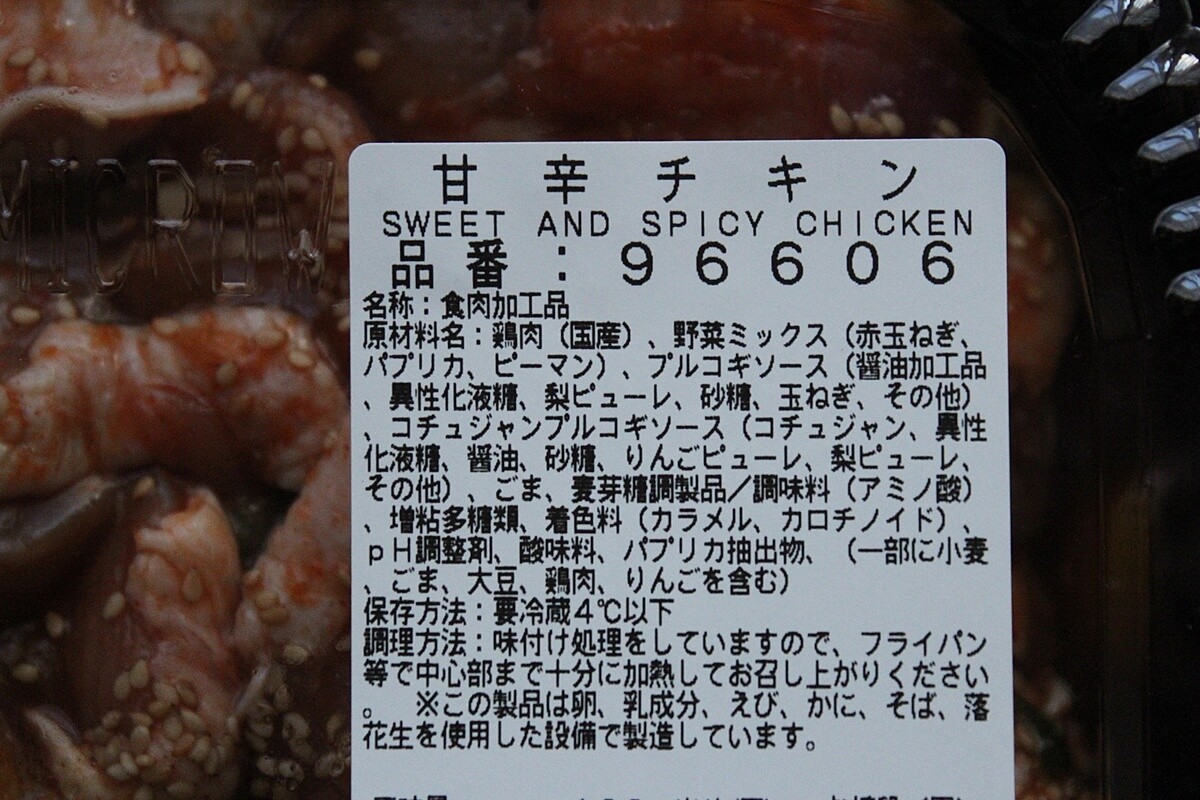 MICROW
甘辛チキン
SWEET AND SPICY CHICKEN
品番：96606
名称：食肉加工品
原材料名：鶏肉（国産）、野菜ミックス（赤玉ねぎ、
パプリカ、ピーマン）、プルコギソース（醤油加工品
、異性化液糖、梨ピューレ、砂糖、玉ねぎ、その他）
、コチュジャンプルコギソース（コチュジャン、異性
化液糖、醤油、砂糖、りんごピューレ、梨ピューレ、
その他）、ごま、麦芽糖調製品／調味料（アミノ酸）
、増粘多糖類、着色料（カラメル、カロチノイド）、
ｐＨ調整剤、酸味料、パプリカ抽出物、（一部に小麦
、ごま、大豆、鶏肉、りんごを含む）
保存方法：要冷蔵４℃以下
調理方法：味付け処理をしていますので、フライパン
等で中心部まで十分に加熱してお召し上がりください
。　※この製品は卵、乳成分、えび、かに、そば、落
花生を使用した設備で製造しています。